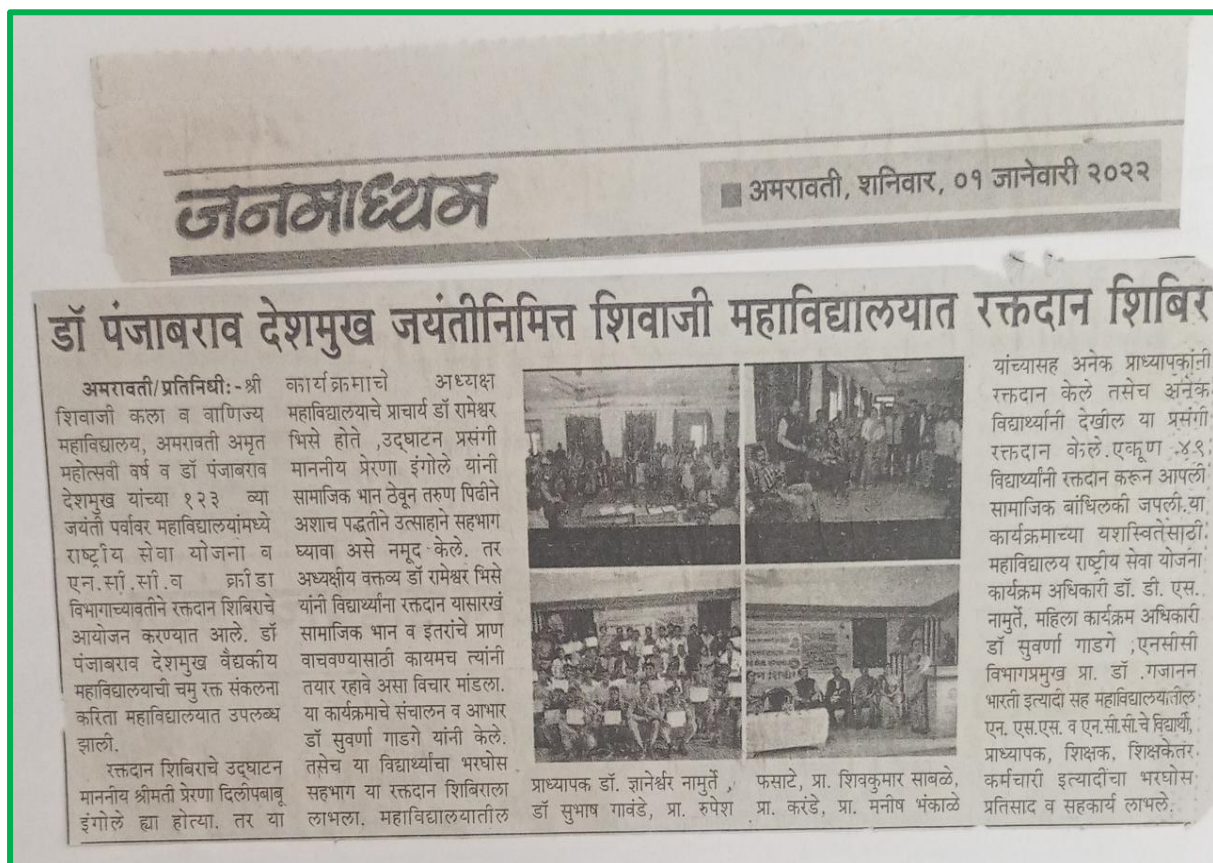 जनमाध्यम
अमरावती, शनिवार, ०१ जानेवारी २०२२
डॉ पंजाबराव देशमुख जयंतीनिमित्त शिवाजी महाविद्यालयात रक्तदान शिबिर
अमरावती/प्रतिनिधी:-श्री
शिवाजी कला व वाणिज्य
महाविद्यालय, अमरावती अमृत
महोत्सवी वर्ष व डॉ पंजाबराव
देशमुख यांच्या १२३ व्या
जयंती पर्वावर महाविद्यालयांमध्ये
राष्ट्रीय सेवा योजना व
एन.सी.सी.व क्रीडा
विभागाच्यावतीने रक्तदान शिबिराचे
आयोजन करण्यात आले. डॉ
पंजाबराव देशमुख वैद्यकीय
महाविद्यालयाची चमु रक्त संकलना
करिता महाविद्यालयात उपलब्ध
झाली.
रक्तदान शिबिराचे उद्घाटन
माननीय श्रीमती प्रेरणा दिलीपबाबू
इंगोले ह्या होत्या. तर या
कार्यक्रमाचे अध्यक्ष
महाविद्यालयाचे प्राचार्य डॉ रामेश्वर
भिसे होते ,उद्घाटन प्रसंगी
माननीय प्रेरणा इंगोले यांनी
सामाजिक भान ठेवून तरुण पिढीने
अशाच पद्धतीने उत्साहाने सहभाग
घ्यावा असे नमूद केले. तर
अध्यक्षीय वक्तव्य डॉ रामेश्वर भिसे
यांनी विद्यार्थ्यांना रक्तदान यासारखं
सामाजिक भान व इतरांचे प्राण
वाचवण्यासाठी कायमच त्यांनी
तयार रहावे असा विचार मांडला.
या कार्यक्रमाचे संचालन व आभार
डॉ सुवर्णा गाडगे यांनी केले.
तसेच या विद्यार्थ्यांचा भरघोस
सहभाग या रक्तदान शिबिराला
लाभला. महाविद्यालयातील
प्राध्यापक डॉ. ज्ञानेश्वर नामुर्ते ,
डॉ सुभाष गावंडे, प्रा. रुपेश
फसाटे, प्रा. शिवकुमार साबळे,
प्रा. करंडे, प्रा. मनीष भंकाळे
यांच्यासह अनेक प्राध्यापकांनी
रक्तदान केले तसेच अनेक
विद्यार्थ्यांनी देखील या प्रसंगी
रक्तदान केले.एकूण ४९
विद्यार्थ्यांनी रक्तदान करून आपली
सामाजिक बांधिलकी जपली.या
कार्यक्रमाच्या यशस्वितेसाठी
महाविद्यालय राष्ट्रीय सेवा योजना
कार्यक्रम अधिकारी डॉ. डी. एस.
नामुर्ते, महिला कार्यक्रम अधिकारी
डॉ सुवर्णा गाडगे ,एनसीसी
विभागप्रमुख प्रा. डॉ .गजानन
भारती इत्यादी सह महाविद्यालयातील
एन. एस.एस. व एन.सी.सी.चे विद्यार्थी,
प्राध्यापक, शिक्षक, शिक्षकेतर
कर्मचारी इत्यादींचा भरघोस
प्रतिसाद व सहकार्य लाभले.